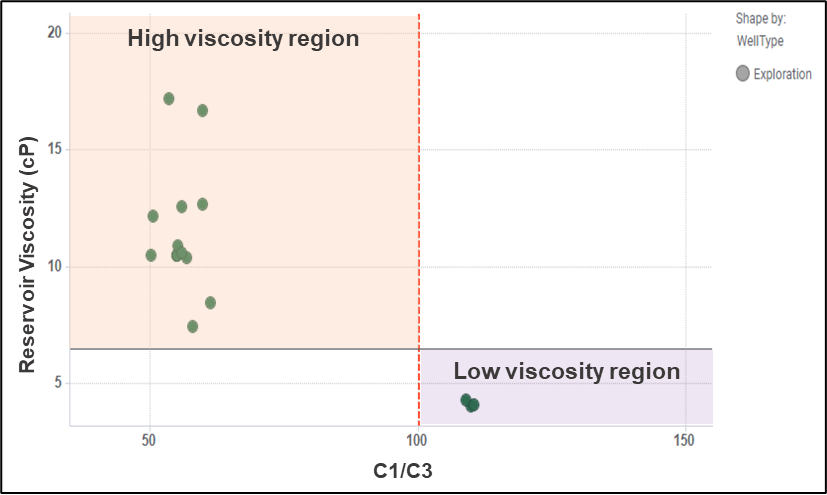 High viscosity region
Shape by:
WellType
Exploration
Reservoir Viscosity (cP)
20
15
10
5
Low viscosity region
50
100
150
C1/C3